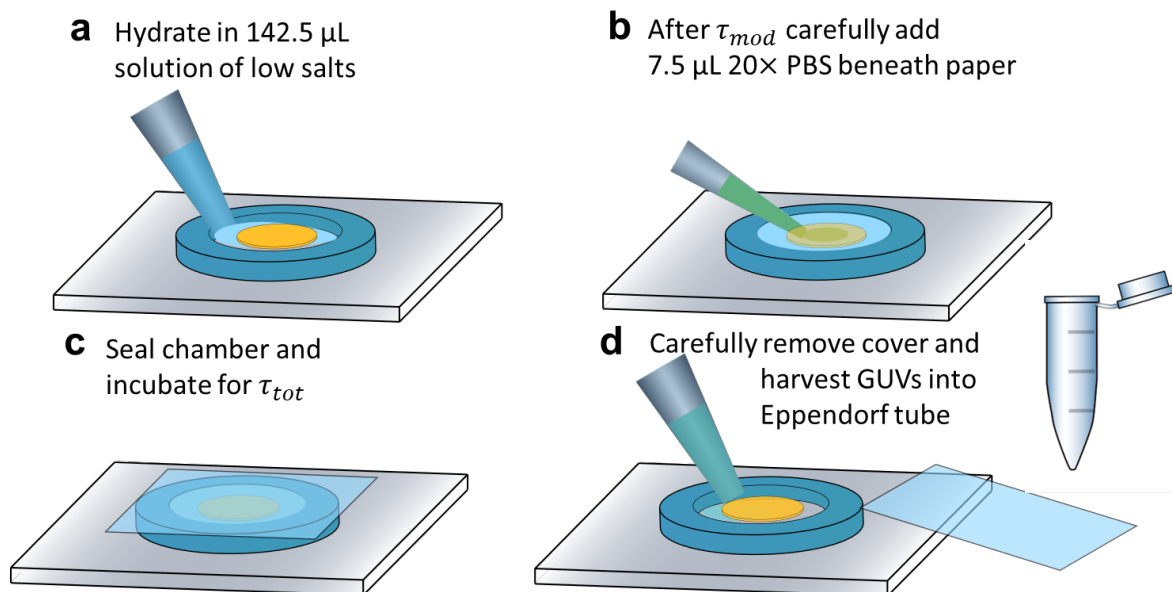 a Hydrate in 142.5 µL
solution of low salts
b After τ_mod carefully add
7.5 µL 20× PBS beneath paper
c Seal chamber and
incubate for τ_tot
d Carefully remove cover and
harvest GUVs into
Eppendorf tube